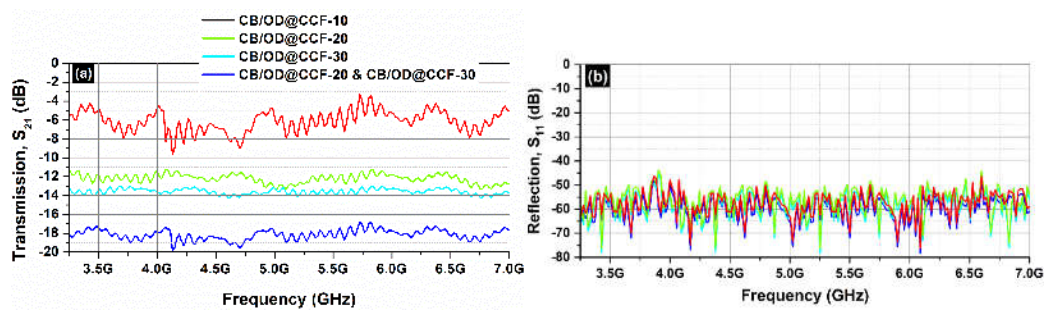 CB/OD@CCF-10
CB/OD@CCF-20
CB/OD@CCF-30
CB/OD@CCF-20 & CB/OD@CCF-30
(a)
Transmission, S21 (dB)
0
-2
-4
-6
-8
-10
-12
-14
-16
-18
-20
3.5G 4.0G 4.5G 5.0G 5.5G 6.0G 6.5G 7.0G
Frequency (GHz)
(b)
Reflection, S11 (dB)
0
-10
-20
-30
-40
-50
-60
-70
-80
3.5G 4.0G 4.5G 5.0G 5.5G 6.0G 6.5G 7.0G
Frequency (GHz)